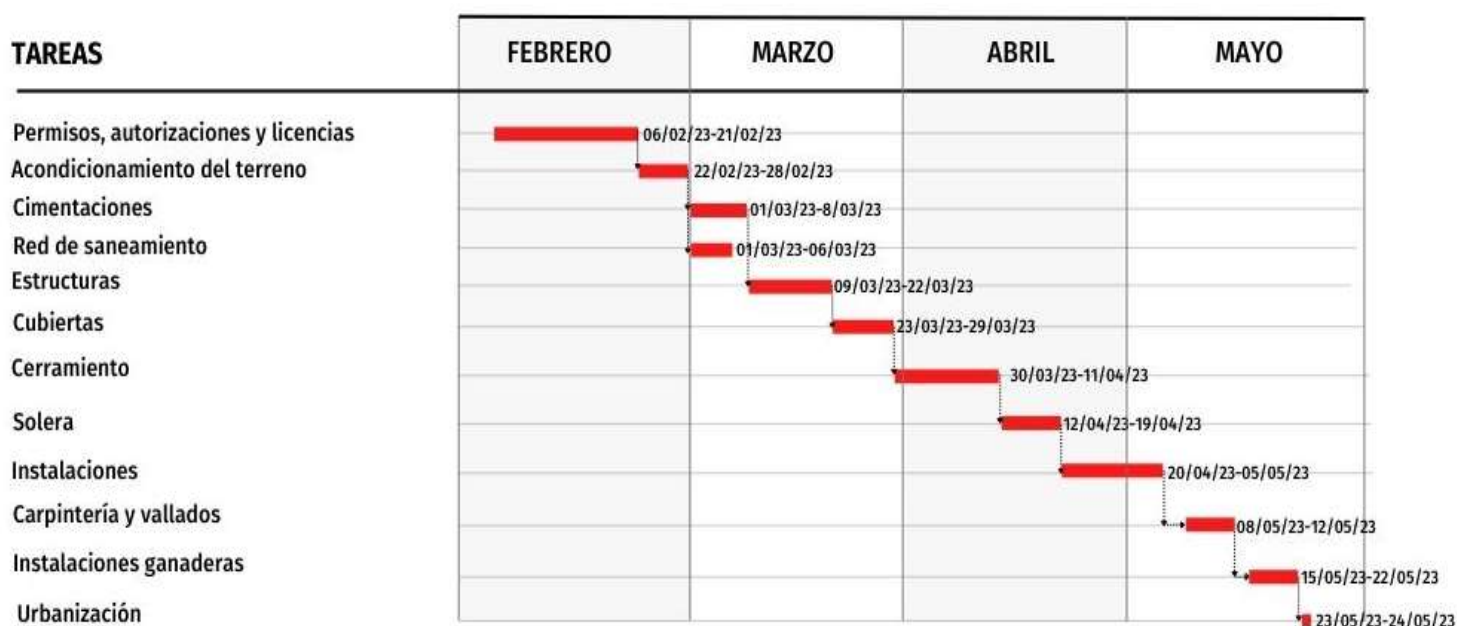 TAREAS FEBRERO MARZO ABRIL MAYO
Permisos, autorizaciones y licencias 06/02/23-21/02/23
Acondicionamiento del terreno 22/02/23-28/02/23
Cimentaciones 01/03/23-8/03/23
Red de saneamiento 01/03/23-06/03/23
Estructuras 09/03/23-22/03/23
Cubiertas 23/03/23-29/03/23
Cerramiento 30/03/23-11/04/23
Solera 12/04/23-19/04/23
Instalaciones 20/04/23-05/05/23
Carpintería y vallados 08/05/23-12/05/23
Instalaciones ganaderas 15/05/23-22/05/23
Urbanización 23/05/23-24/05/23